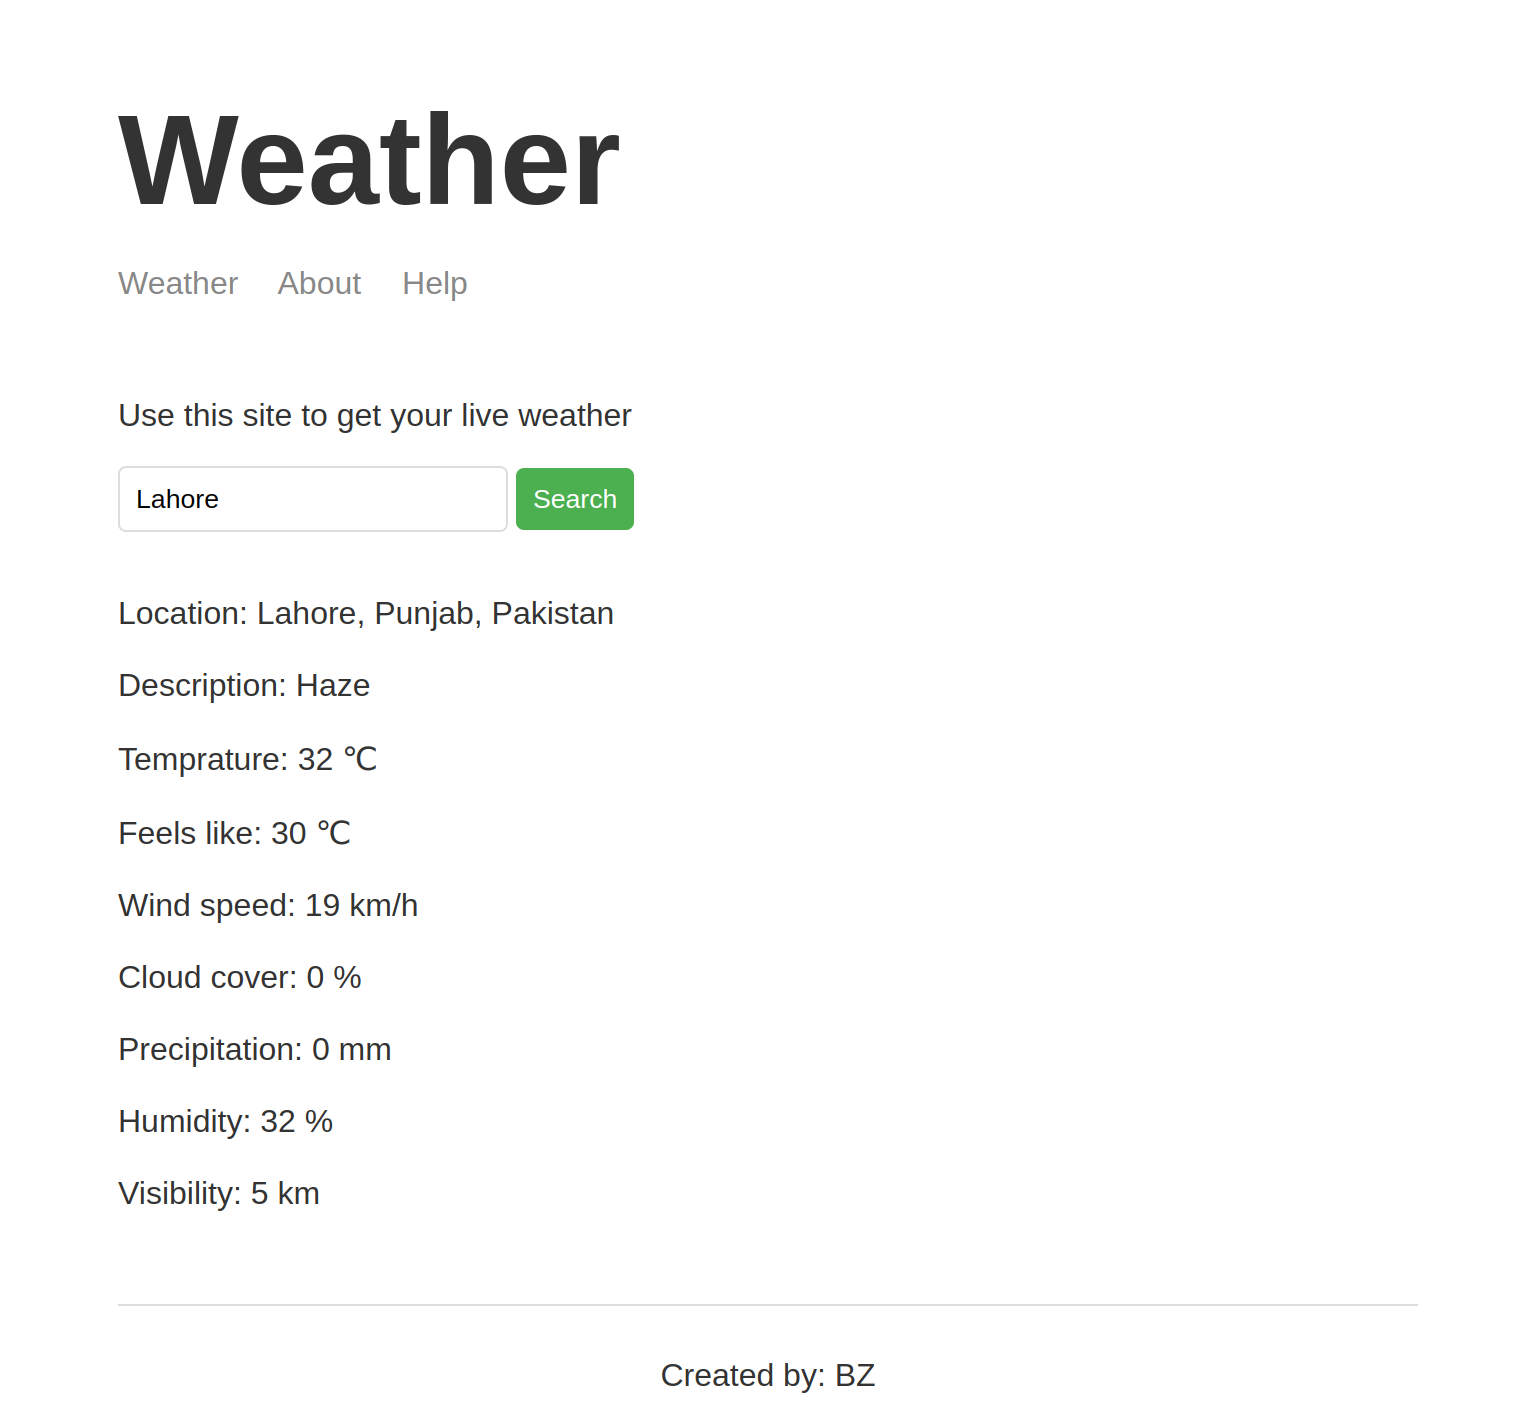 Weather
Weather About Help
Use this site to get your live weather
Lahore Search
Location: Lahore, Punjab, Pakistan
Description: Haze
Temprature: 32 ℃
Feels like: 30 ℃
Wind speed: 19 km/h
Cloud cover: 0 %
Precipitation: 0 mm
Humidity: 32 %
Visibility: 5 km
Created by: BZ